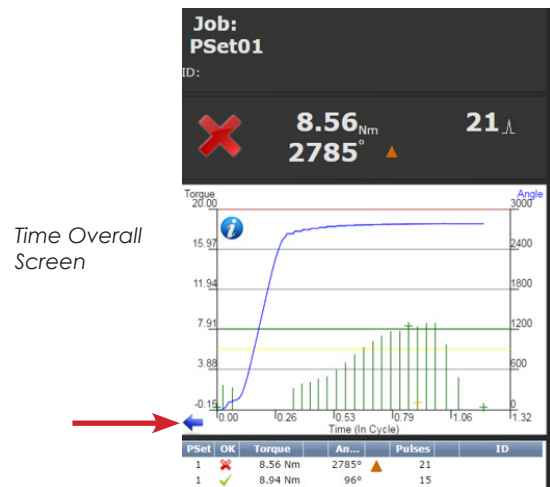 Job:
PSet01
ID:
8.56 Nm 21
2785°
Torque Angle
20.00 3000
15.97 2400
Time Overall
Screen
11.94 1800
7.91 1200
3.88 600
-0.15 0
0.00 0.26 0.53 0.79 1.06 1.32
Time (In Cycle)
PSet OK Torque An... Pulses ID
1 8.56 Nm 2785° 21
1 8.94 Nm 96° 15